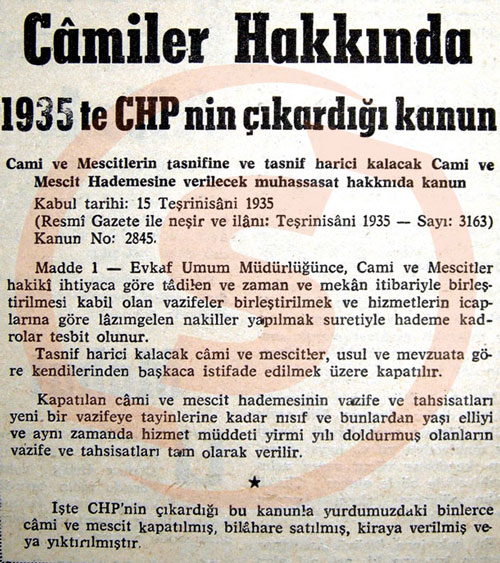 Câmiler Hakkında
1935 te CHP nin çıkardığı kanun
Cami ve Mescitlerin tasnifine ve tasnif harici kalacak Cami ve
Mescit Hademesine verilecek muhassasat hakknıda kanun
Kabul tarihi: 15 Teşrinisâni 1935
(Resmî Gazete ile neşir ve ilânı: Teşrinisâni 1935 — Sayı: 3163)
Kanun No: 2845.
Madde 1 — Evkaf Umum Müdürlüğünce, Cami ve Mescitler
hakikî ihtiyaca göre tâdilen ve zaman ve mekân itibariyle birleş-
tirilmesi kabil olan vazifeler birleştirilmek ve hizmetlerin icap-
larına göre lâzımgelen nakiller yapılmak suretiyle hademe kad-
rolar tesbit olunur.
Tasnif harici kalacak câmi ve mescitler, usul ve mevzuata gö-
re kendilerinden başkaca istifade edilmek üzere kapatılır.
Kapatılan câmi ve mescit hademesinin vazife ve tahsisatları
yeni bir vazifeye tayinlerine kadar nısıf ve bunlardan yaşı elliyi
ve aynı zamanda hizmet müddeti yirmi yılı doldurmuş olanların
vazife ve tahsisatları tam olarak verilir.
★
İşte CHP'nin çıkardığı bu kanunla yurdumuzdaki binlerce
câmi ve mescit kapatılmış, bilâhare satılmış, kiraya verilmiş ve-
ya yıktırılmıştır.